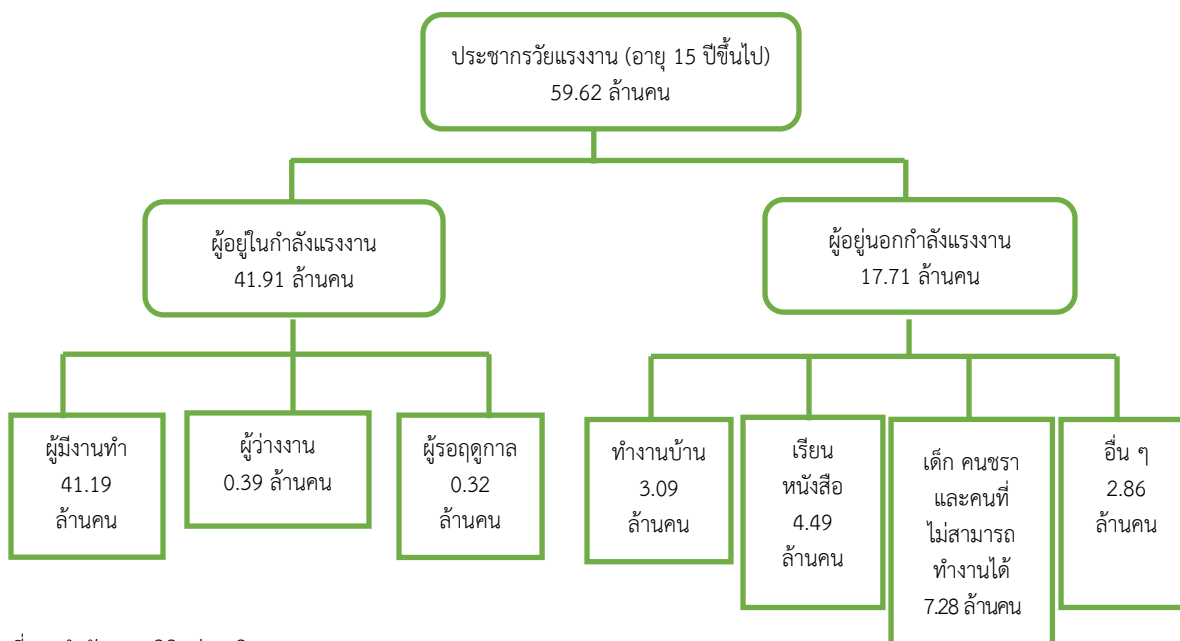 ประชากรวัยแรงงาน (อายุ 15 ปีขึ้นไป)
59.62 ล้านคน
ผู้อยู่ในกำลังแรงงาน
41.91 ล้านคน
ผู้อยู่นอกกำลังแรงงาน
17.71 ล้านคน
ผู้มีงานทำ
41.19
ล้านคน
ผู้ว่างงาน
0.39 ล้านคน
ผู้รอฤดูกาล
0.32
ล้านคน
ทำงานบ้าน
3.09
ล้านคน
เรียน
หนังสือ
4.49
ล้านคน
เด็ก คนชรา
และคนที่
ไม่สามารถ
ทำงานได้
7.28 ล้านคน
อื่น ๆ
2.86
ล้านคน